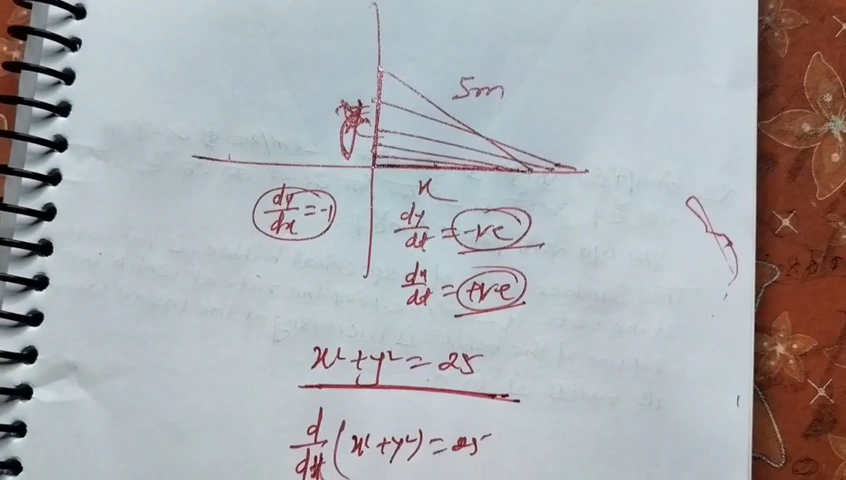 5m
x
dy/dx = -1
dy/dt = -ve
dx/dt = +ve
x² + y² = 25
d/dt (x² + y²) = 25